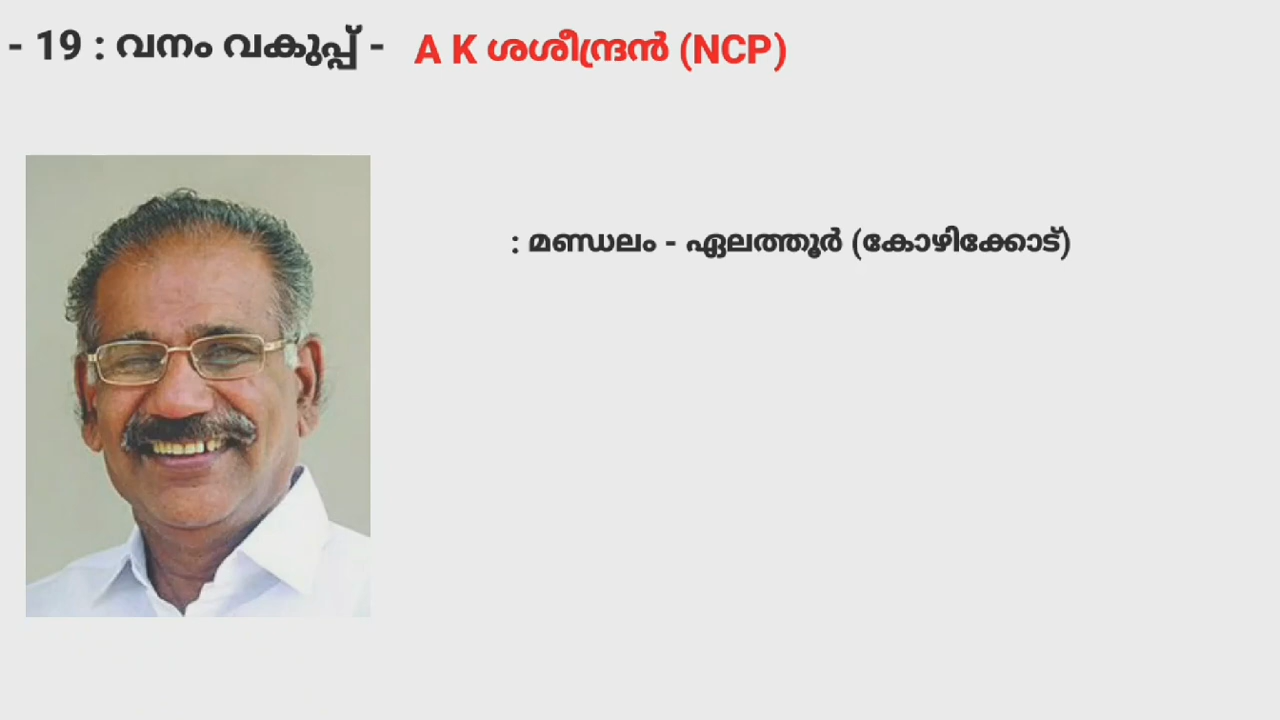 - 19 : വനം വകുപ്പ് - A K ശശീന്ദ്രൻ (NCP)
: മണ്ഡലം - ഏലത്തൂർ (കോഴിക്കോട്)